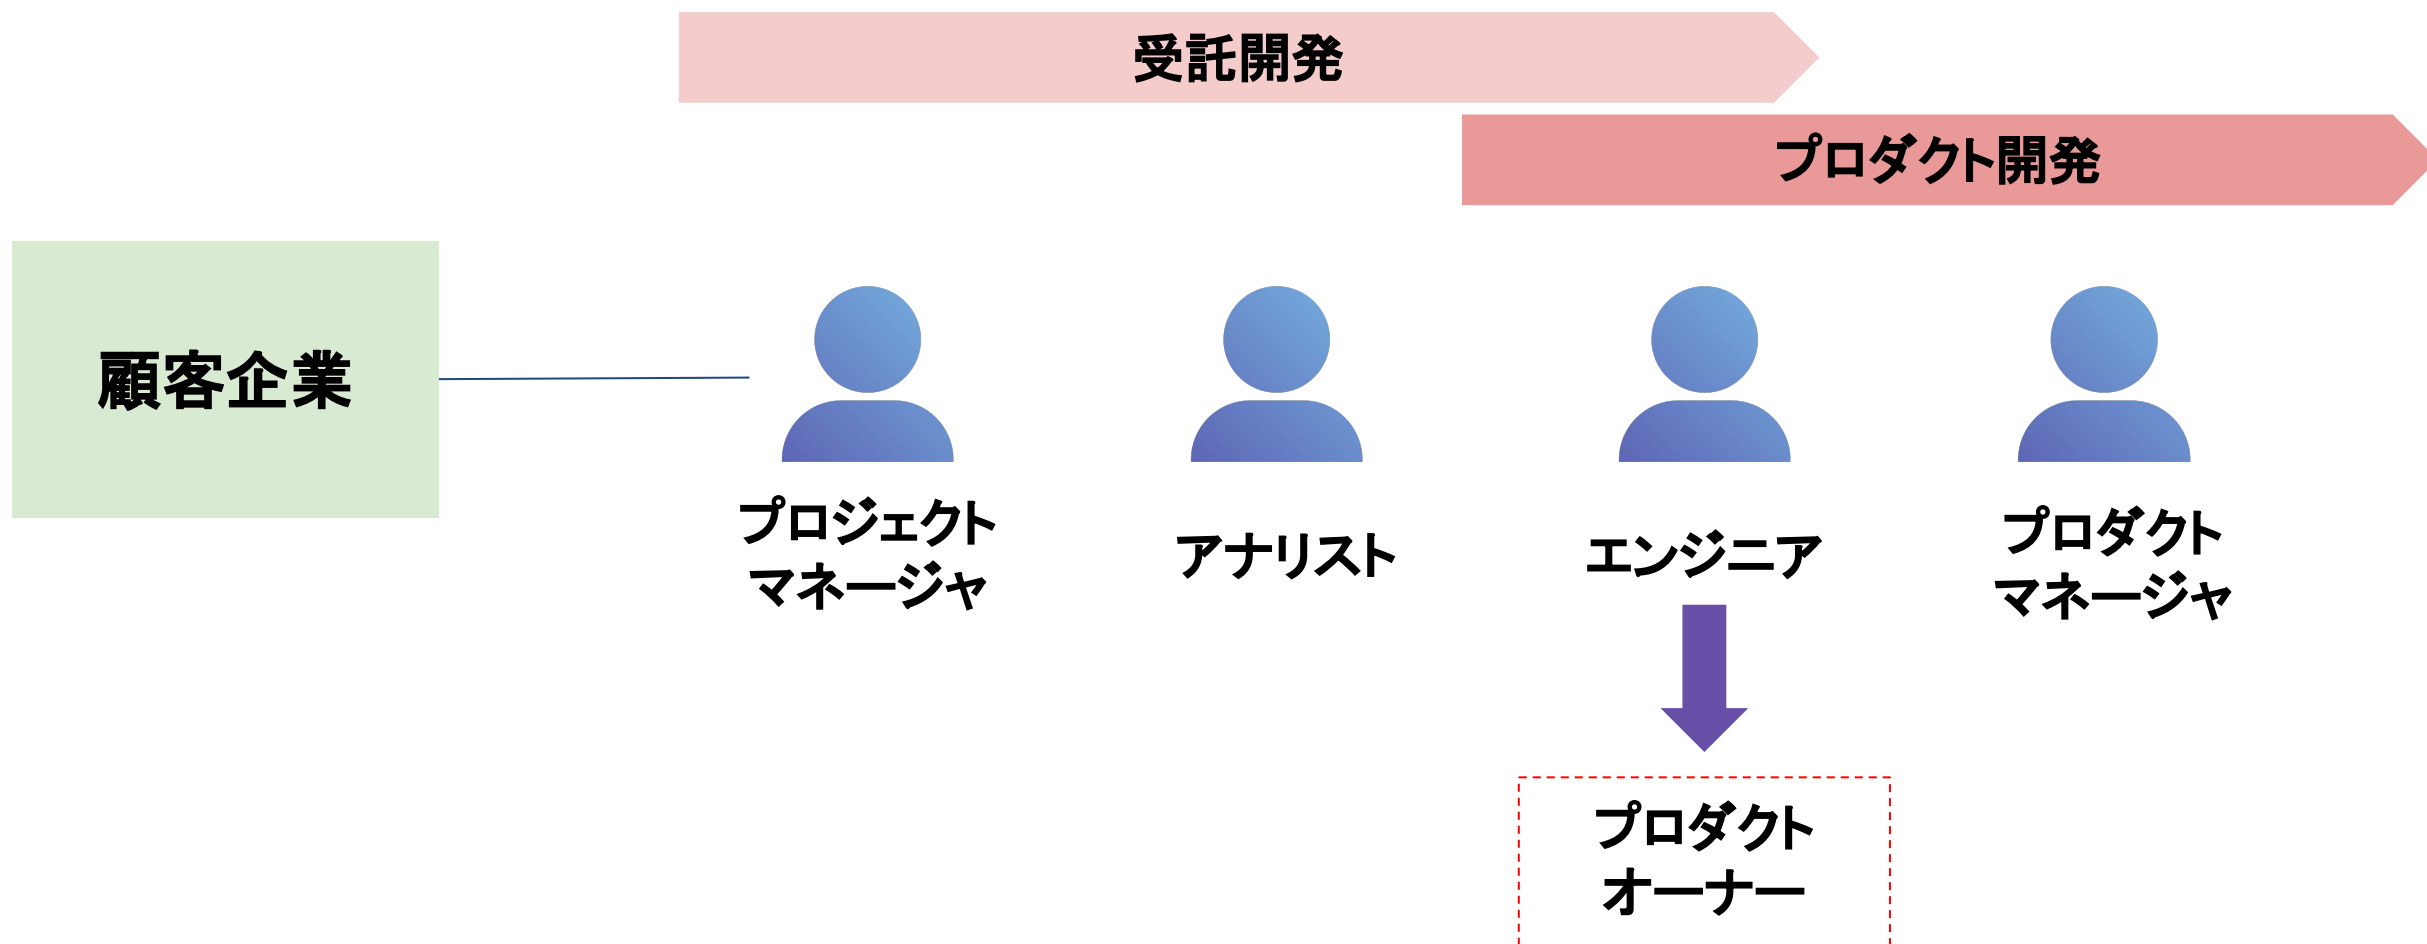 受託開発
プロダクト開発
顧客企業
プロジェクト
マネージャ
アナリスト
エンジニア
プロダクト
マネージャ
プロダクト
オーナー